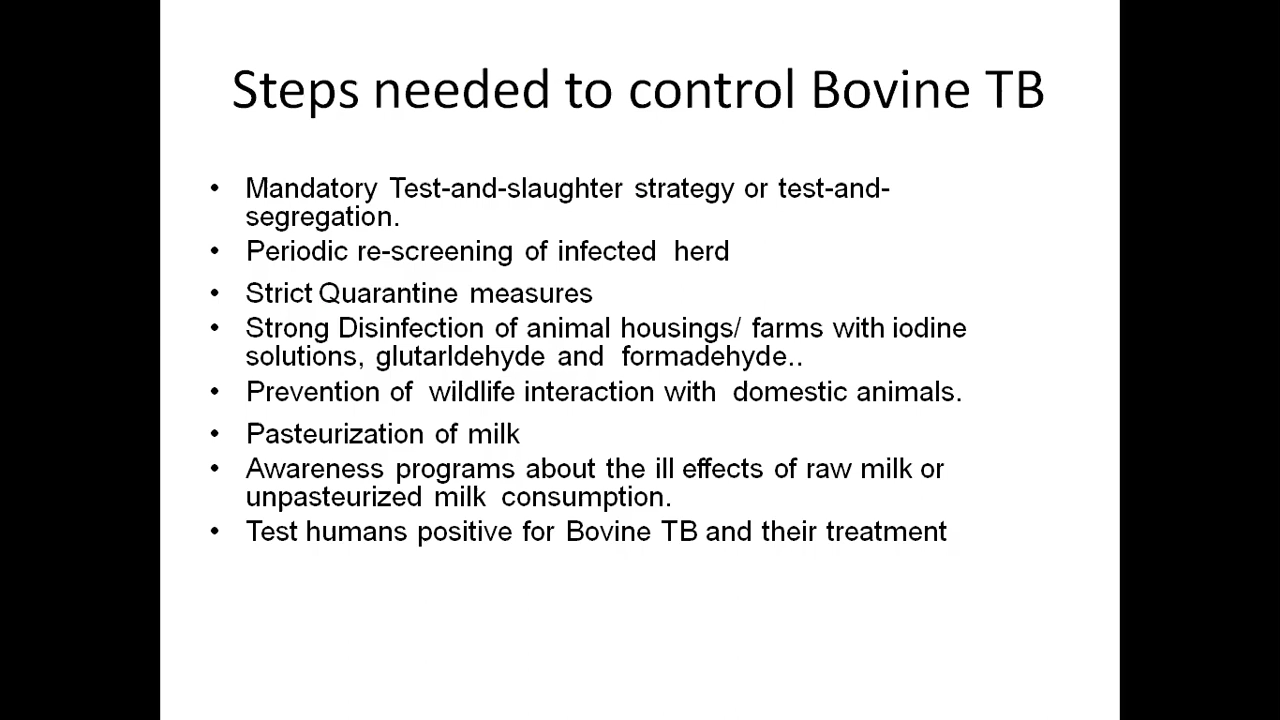 Steps needed to control Bovine TB
• Mandatory Test-and-slaughter strategy or test-and-
segregation.
• Periodic re-screening of infected herd
• Strict Quarantine measures
• Strong Disinfection of animal housings/ farms with iodine
solutions, glutarldehyde and formadehyde..
• Prevention of wildlife interaction with domestic animals.
• Pasteurization of milk
• Awareness programs about the ill effects of raw milk or
unpasteurized milk consumption.
• Test humans positive for Bovine TB and their treatment